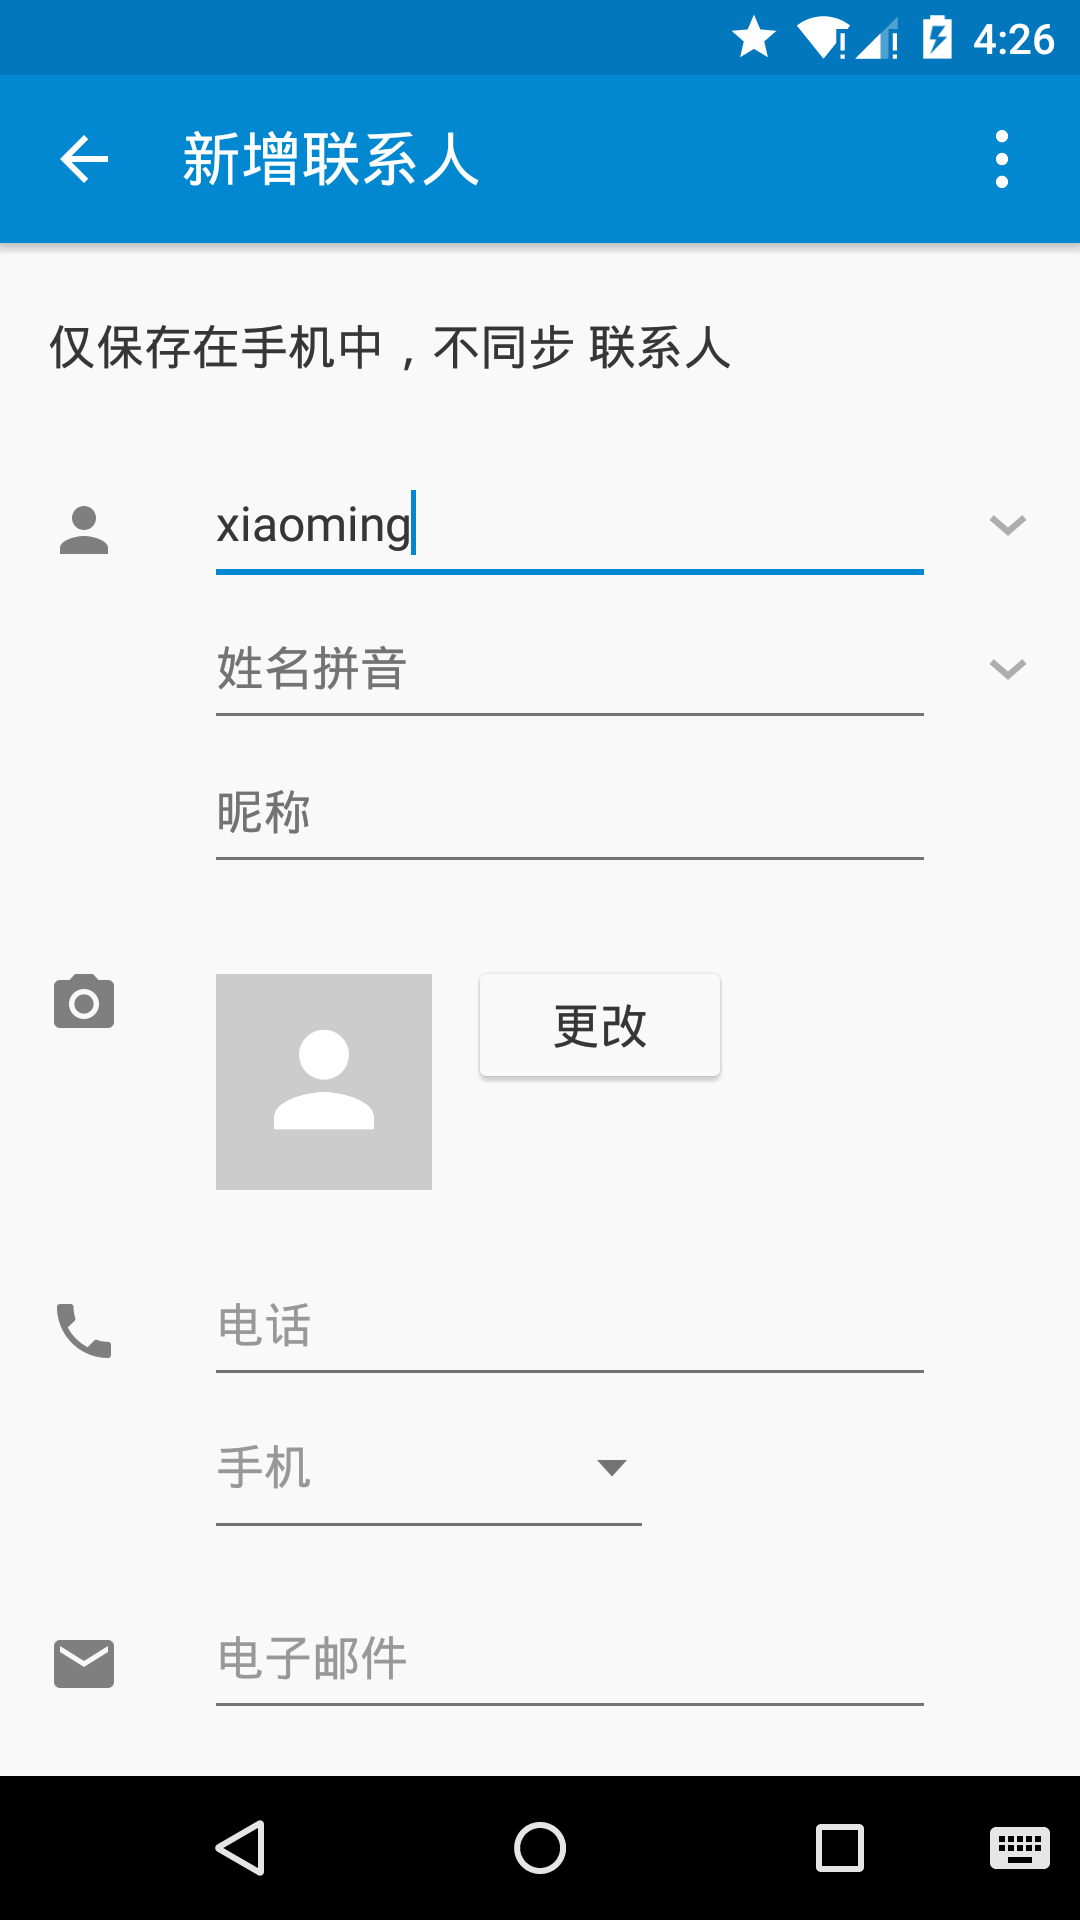 4:26
新增联系人
仅保存在手机中，不同步 联系人
xiaoming
姓名拼音
昵称
更改
电话
手机
电子邮件